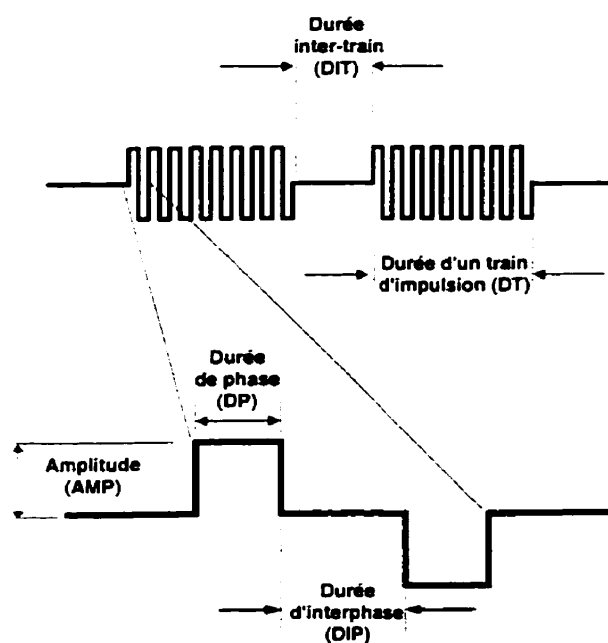 Durée
inter-train
(DIT)
Durée d'un train
d'impulsion (DT)
Durée
de phase
(DP)
Amplitude
(AMP)
Durée
d'interphase
(DIP)